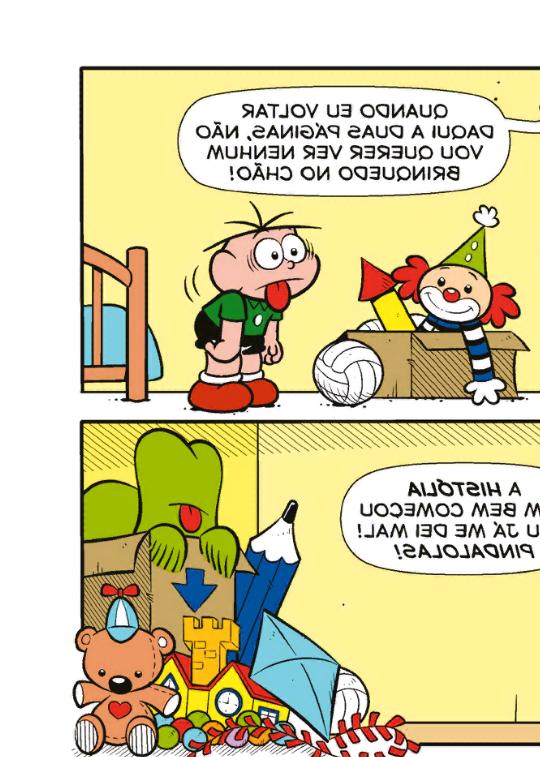 QUANDO EU VOLTAR
DAQUI A DUAS PÁGINAS, NÃO
VOU QUERER VER NENHUM
BRINQUEDO NO CHÃO!
A HISTÓLIA
BEM COMEÇOU
JÁ ME DEI MAL!
PINDALOLAS!